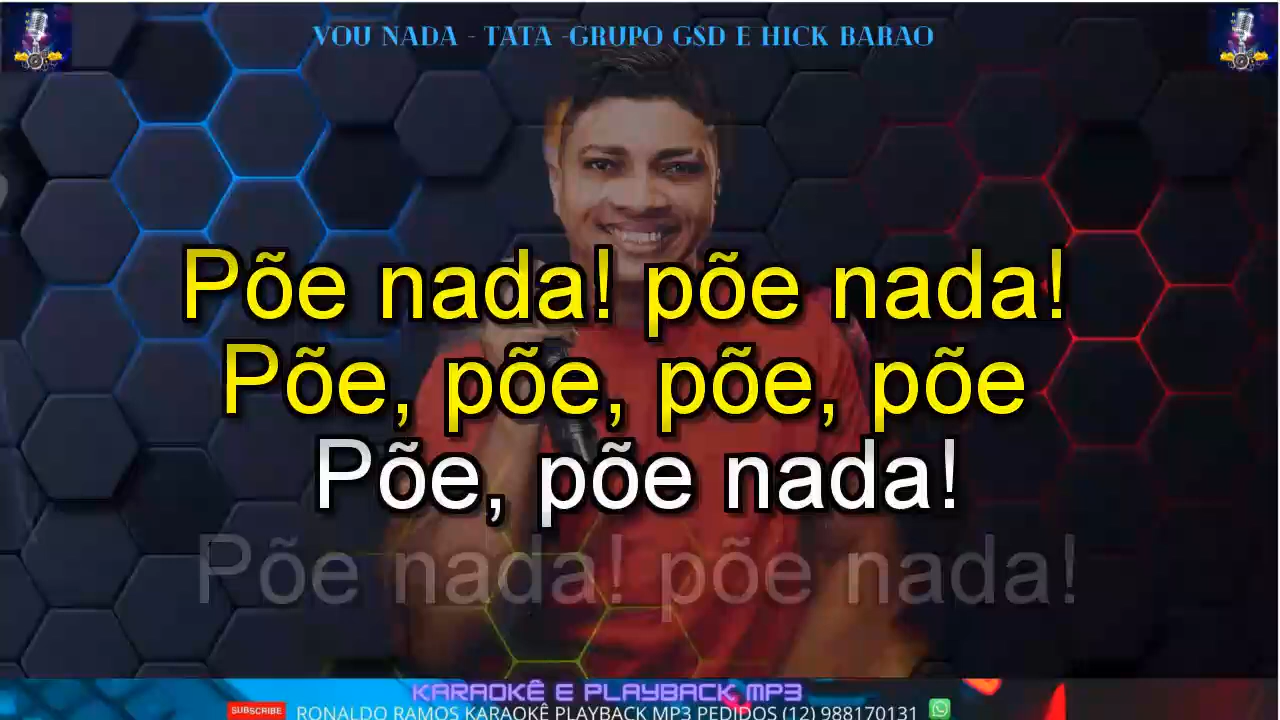 VOU NADA - TATA -GRUPO GSD E HICK BARAO
Põe nada! põe nada!
Põe, põe, põe, põe
Põe, põe nada!
Põe nada! põe nada!
KARAOKÊ E PLAYBACK MP3
SUBSCRIBE RONALDO RAMOS KARAOKÊ PLAYBACK MP3 PEDIDOS (12) 988170131